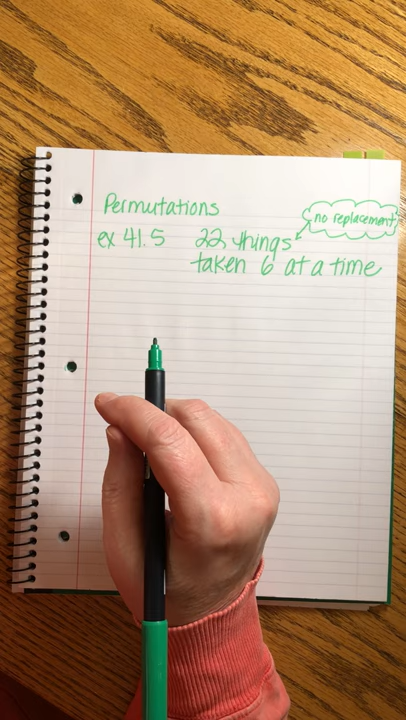 Permutations
no replacement
ex 41.5 22 things
taken 6 at a time